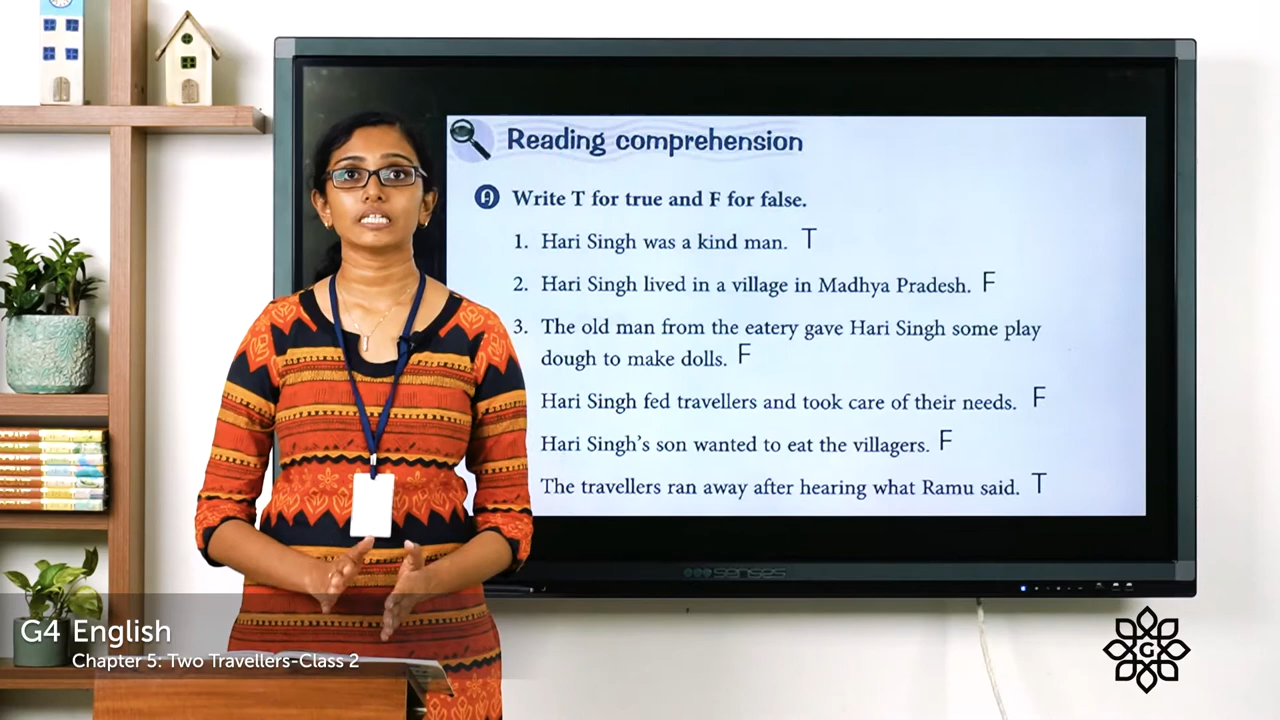 Reading comprehension
A Write T for true and F for false.
1. Hari Singh was a kind man. T
2. Hari Singh lived in a village in Madhya Pradesh. F
3. The old man from the eatery gave Hari Singh some play
dough to make dolls. F
Hari Singh fed travellers and took care of their needs. F
Hari Singh's son wanted to eat the villagers. F
The travellers ran away after hearing what Ramu said. T
senses
G4 English
Chapter 5: Two Travellers-Class 2
G